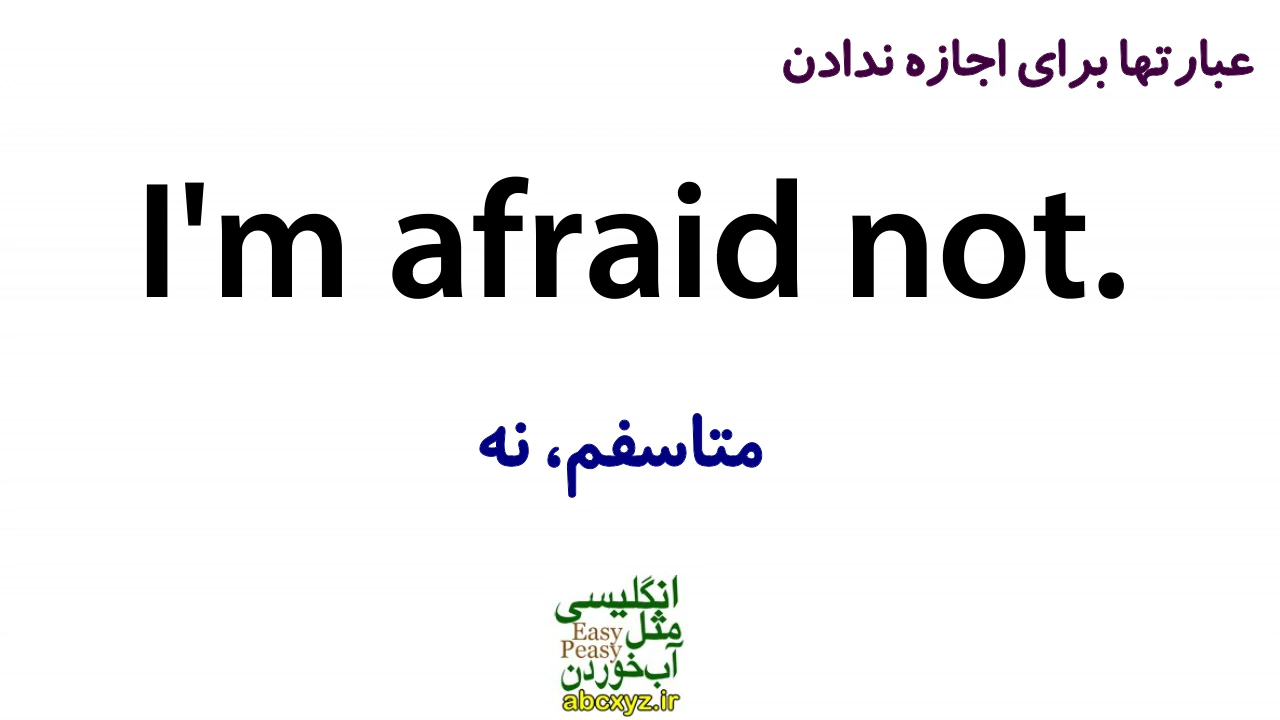 عبارتها برای اجازه ندادن
I'm afraid not.
متاسفم، نه
انگلیسی
مثل Easy
Peasy
آب‌خوردن
abcxyz.ir